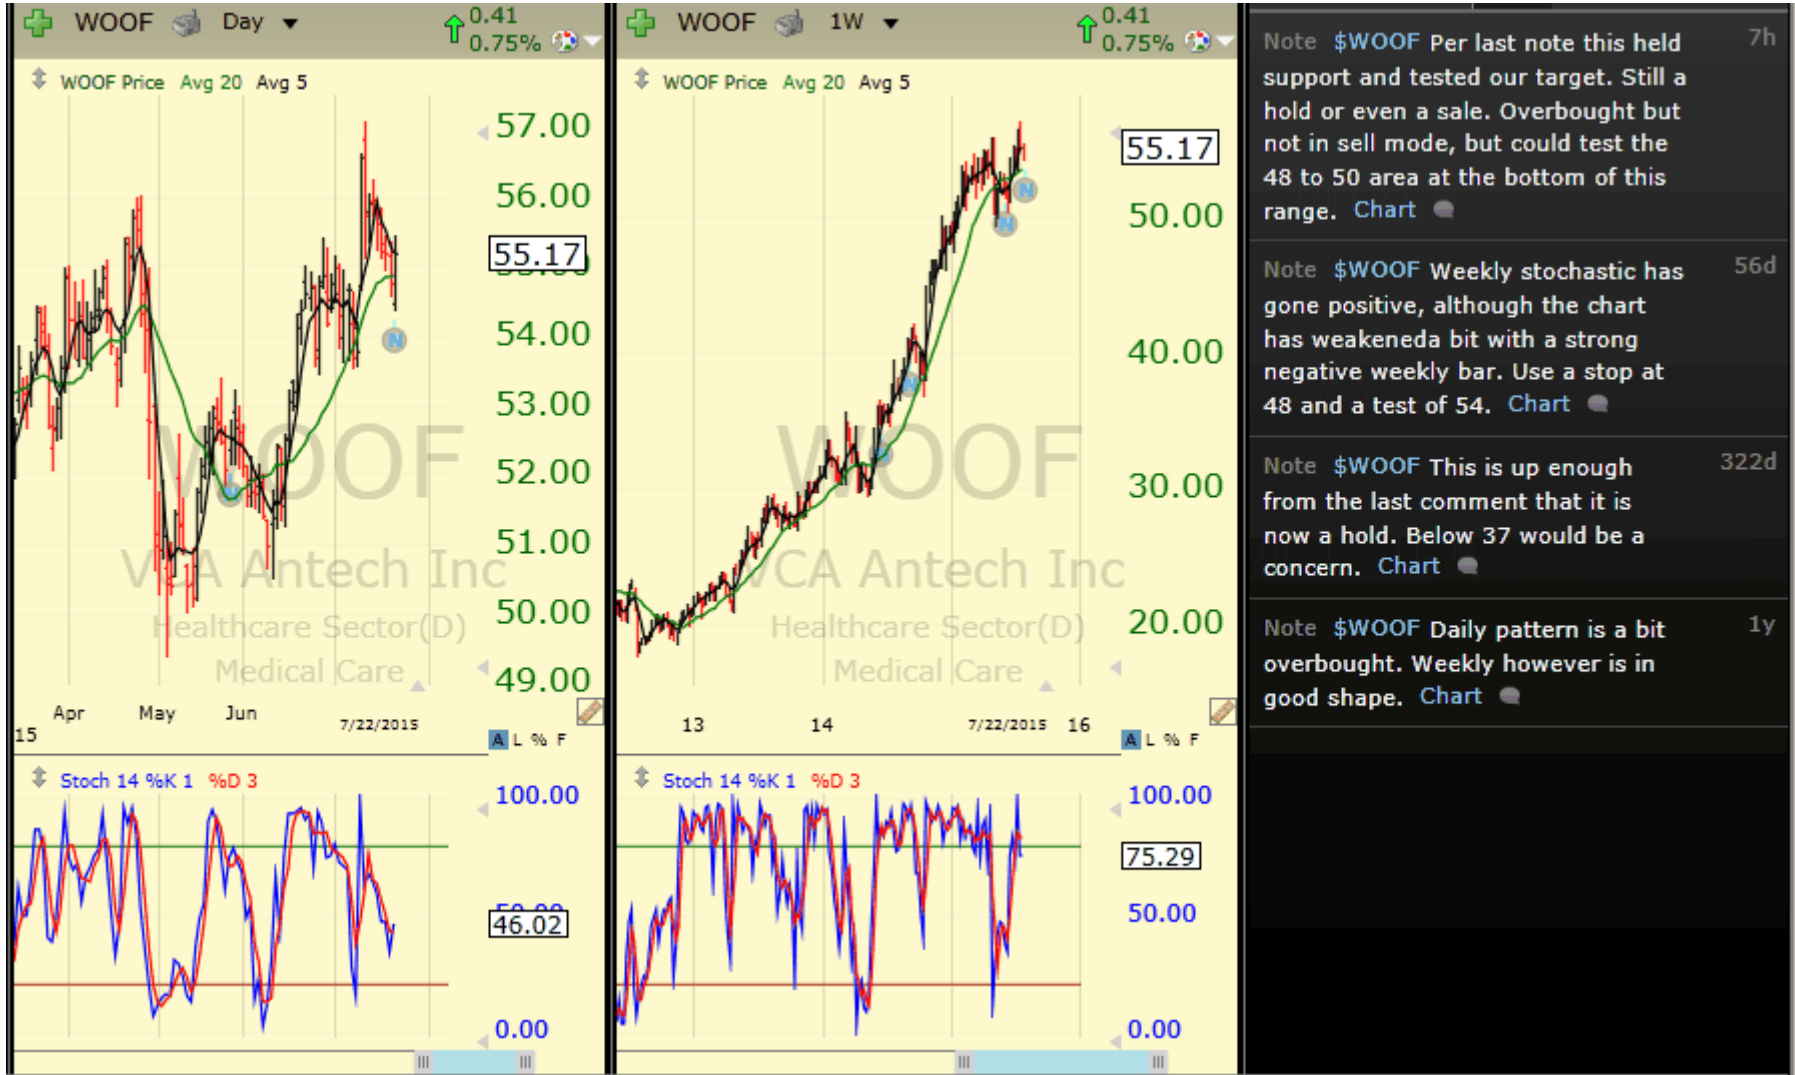 WOOF Day 0.41
0.75%
WOOF Price Avg 20 Avg 5
57.00
56.00
55.17
54.00
53.00
52.00
51.00
50.00
49.00
WOOF
VCA Antech Inc
Healthcare Sector(D)
Medical Care
N
Apr May Jun 7/22/2015
15
A L % F
Stoch 14 %K 1 %D 3
100.00
46.02
0.00
WOOF 1W 0.41
0.75%
WOOF Price Avg 20 Avg 5
55.17
50.00
40.00
30.00
20.00
N
N
N
WOOF
VCA Antech Inc
Healthcare Sector(D)
Medical Care
13 14 7/22/2015 16
A L % F
Stoch 14 %K 1 %D 3
100.00
75.29
50.00
0.00
Note $WOOF Per last note this held 7h
support and tested our target. Still a
hold or even a sale. Overbought but
not in sell mode, but could test the
48 to 50 area at the bottom of this
range. Chart
Note $WOOF Weekly stochastic has 56d
gone positive, although the chart
has weakeneda bit with a strong
negative weekly bar. Use a stop at
48 and a test of 54. Chart
Note $WOOF This is up enough 322d
from the last comment that it is
now a hold. Below 37 would be a
concern. Chart
Note $WOOF Daily pattern is a bit 1y
overbought. Weekly however is in
good shape. Chart